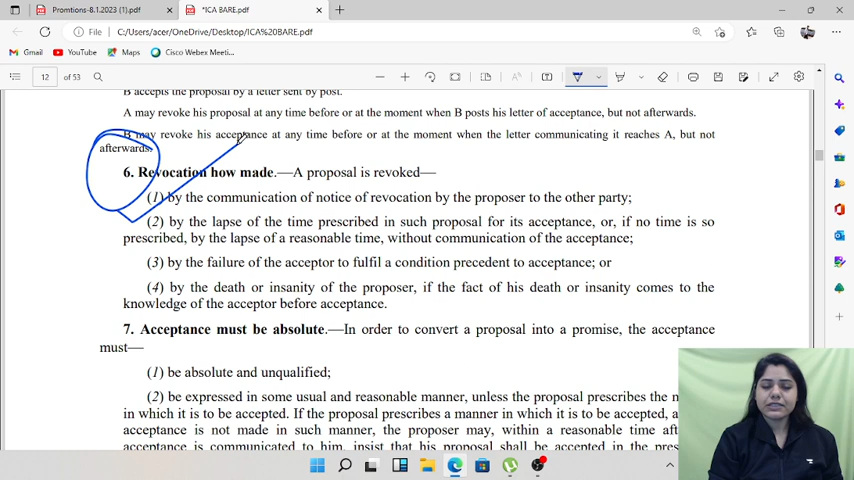 Promtions-8.1.2023 (1).pdf
*ICA BARE.pdf
File
C:/Users/acer/OneDrive/Desktop/ICA%20BARE.pdf
Gmail
YouTube
Maps
Cisco Webex Meeti...
12
of 53
B accepts the proposal by a letter sent by post.
A may revoke his proposal at any time before or at the moment when B posts his letter of acceptance, but not afterwards.
B may revoke his acceptance at any time before or at the moment when the letter communicating it reaches A, but not
afterwards.
6. Revocation how made.—A proposal is revoked—
(1) by the communication of notice of revocation by the proposer to the other party;
(2) by the lapse of the time prescribed in such proposal for its acceptance, or, if no time is so
prescribed, by the lapse of a reasonable time, without communication of the acceptance;
(3) by the failure of the acceptor to fulfil a condition precedent to acceptance; or
(4) by the death or insanity of the proposer, if the fact of his death or insanity comes to the
knowledge of the acceptor before acceptance.
7. Acceptance must be absolute.—In order to convert a proposal into a promise, the acceptance
must—
(1) be absolute and unqualified;
(2) be expressed in some usual and reasonable manner, unless the proposal prescribes the
in which it is to be accepted. If the proposal prescribes a manner in which it is to be accepted,
acceptance is not made in such manner, the proposer may, within a reasonable time
acceptance is communicated to him, insist that his proposal shall be accepted in the